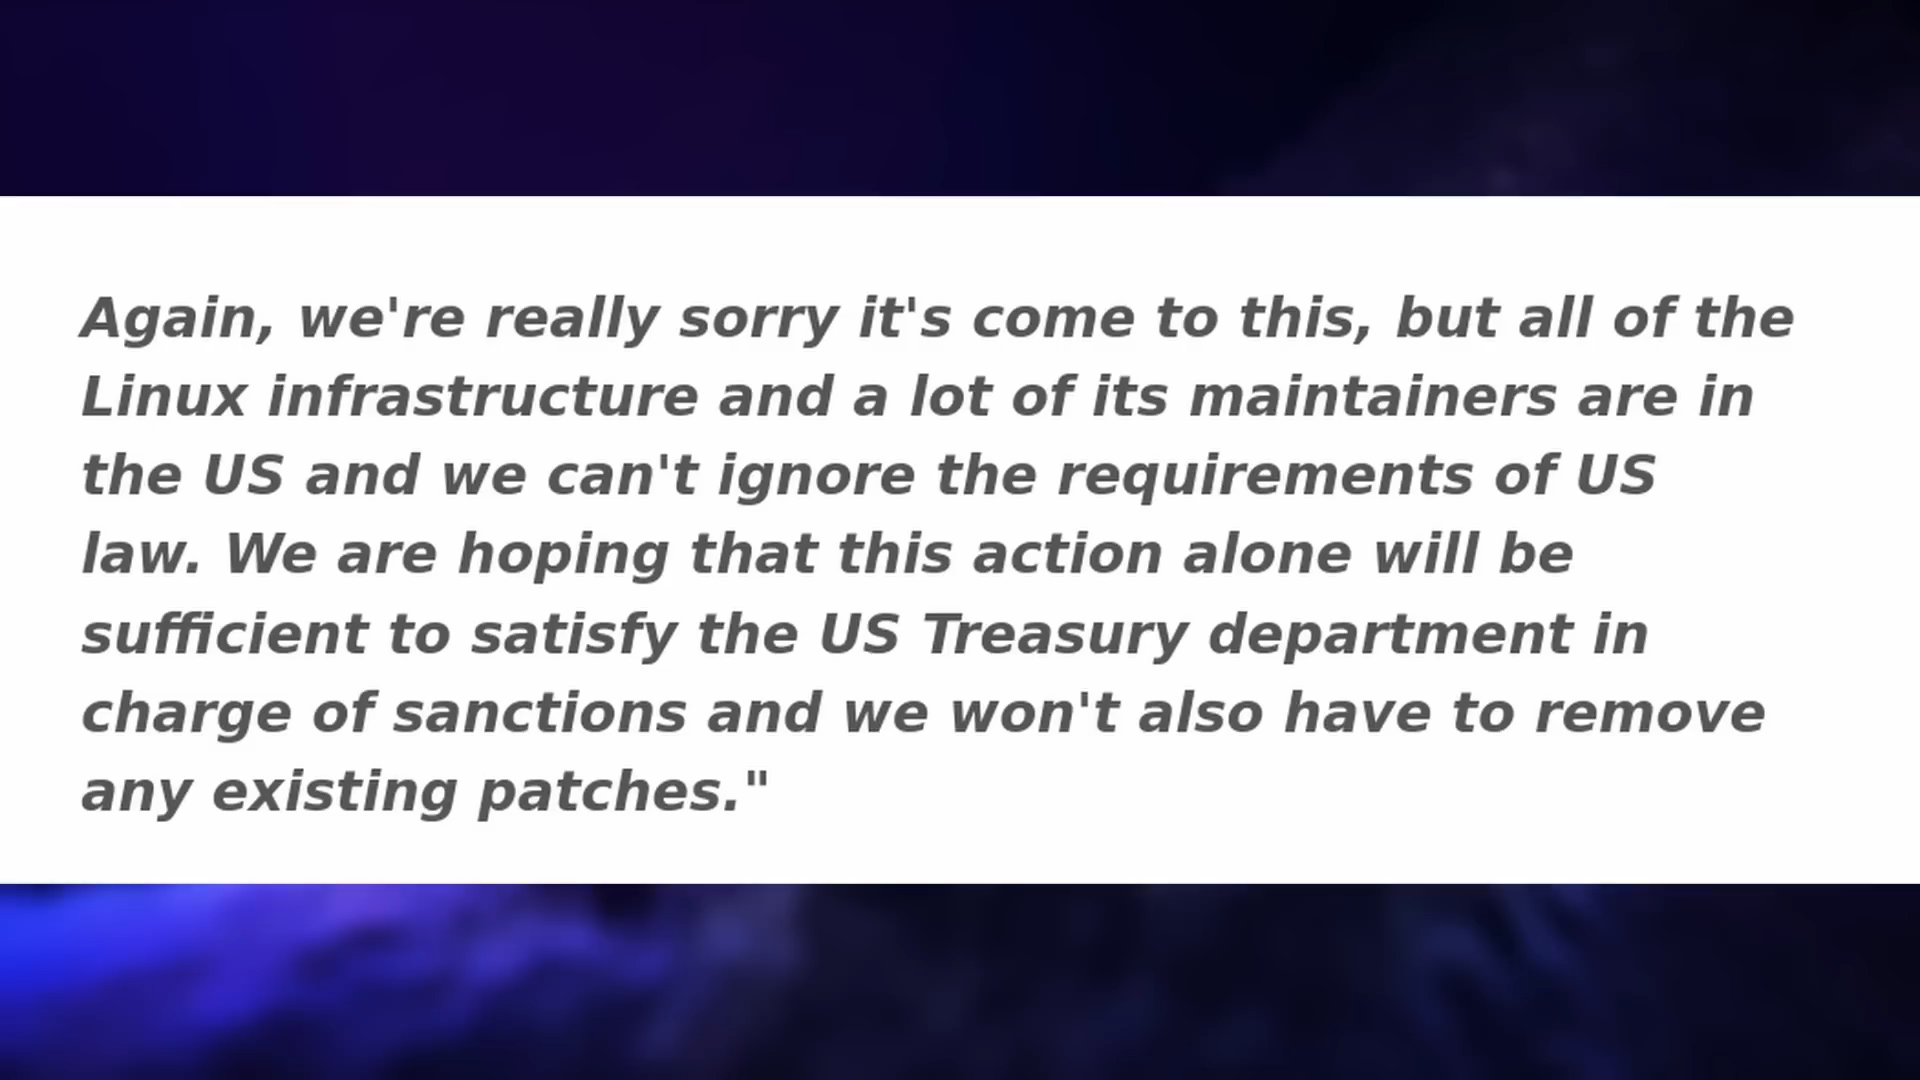 Again, we're really sorry it's come to this, but all of the
Linux infrastructure and a lot of its maintainers are in
the US and we can't ignore the requirements of US
law. We are hoping that this action alone will be
sufficient to satisfy the US Treasury department in
charge of sanctions and we won't also have to remove
any existing patches."